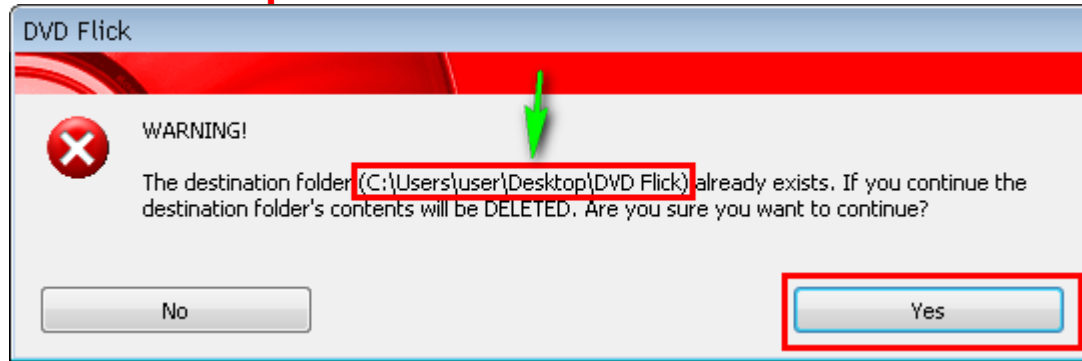 DVD Flick
WARNING!
The destination folder (C:\Users\user\Desktop\DVD Flick) already exists. If you continue the
destination folder's contents will be DELETED. Are you sure you want to continue?
No
Yes